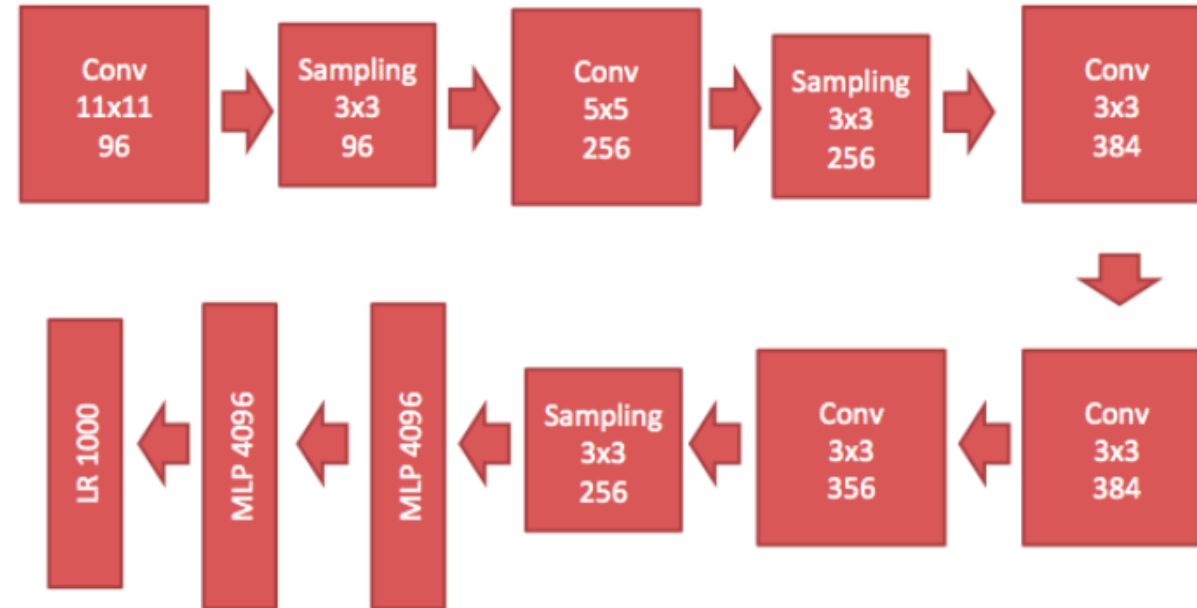 Conv
11x11
96
Sampling
3x3
96
Conv
5x5
256
Sampling
3x3
256
Conv
3x3
384
Conv
3x3
384
Conv
3x3
356
Sampling
3x3
256
MLP 4096
MLP 4096
LR 1000